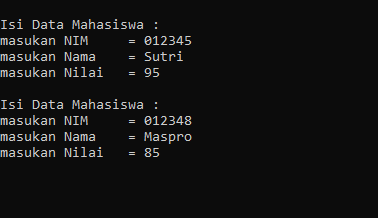 Isi Data Mahasiswa :
masukan NIM     = 012345
masukan Nama    = Sutri
masukan Nilai   = 95

Isi Data Mahasiswa :
masukan NIM     = 012348
masukan Nama    = Maspro
masukan Nilai   = 85